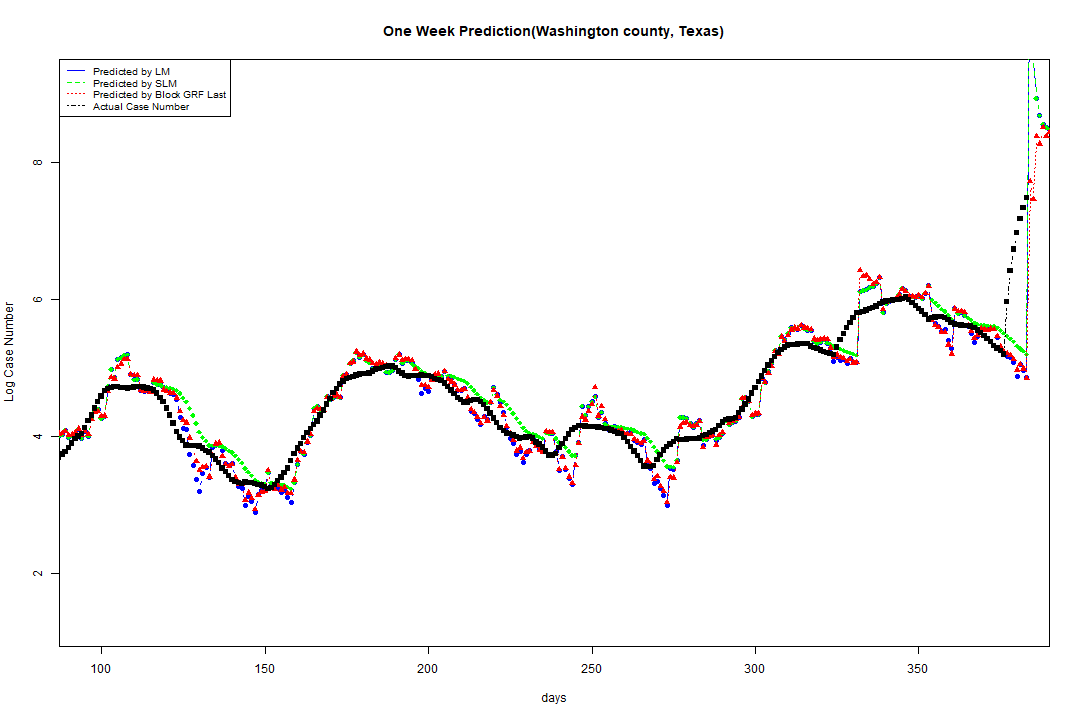 One Week Prediction(Washington county, Texas)
Predicted by LM
Predicted by SLM
Predicted by Block GRF Last
Actual Case Number
8
6
4
2
Log Case Number
100 150 200 250 300 350
days